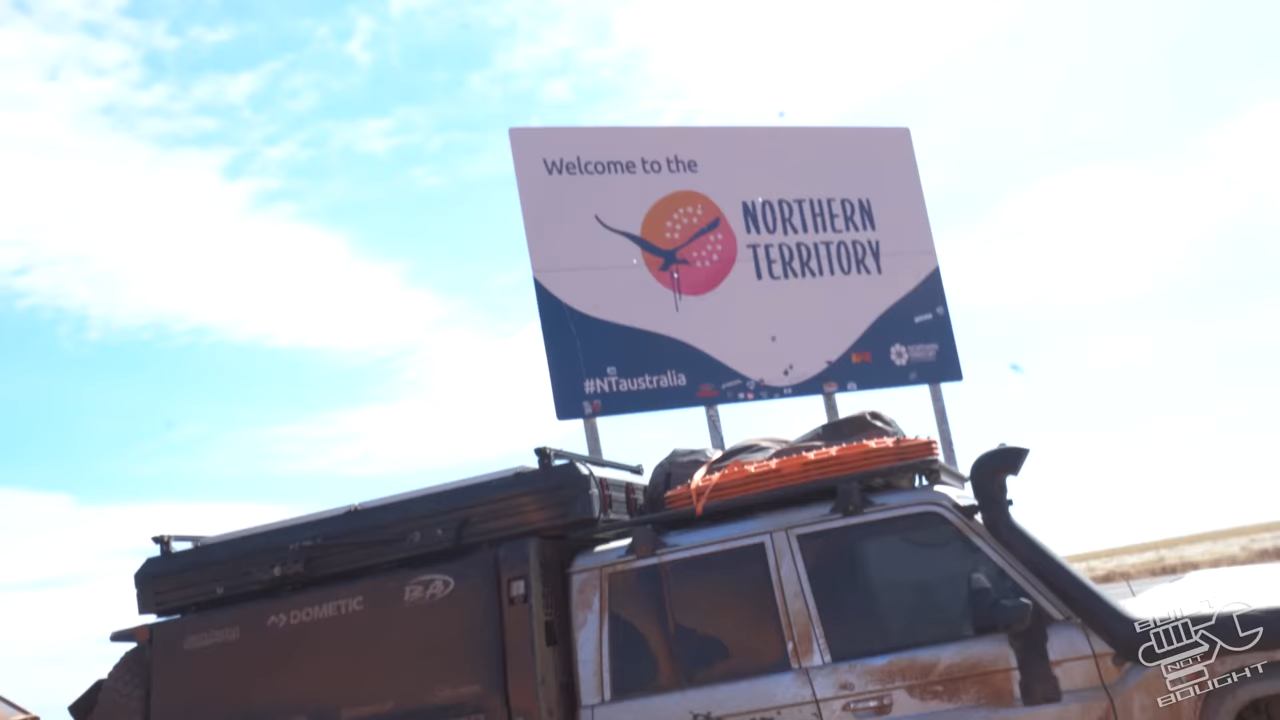 Welcome to the
NORTHERN
TERRITORY
#NTaustralia
DOMETIC
BUILT
NOT
BOUGHT